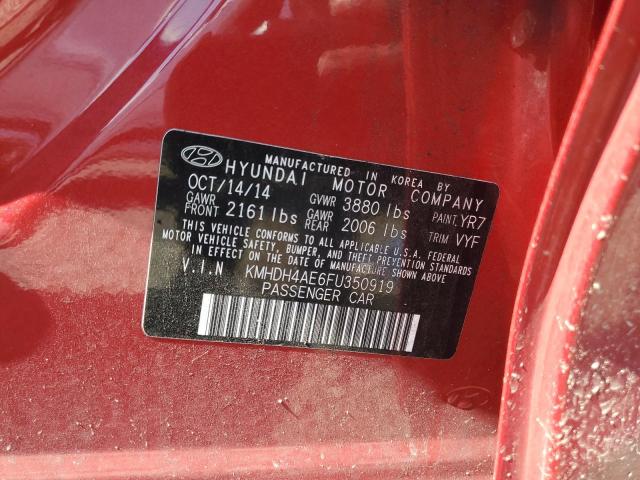 MANUFACTURED IN KOREA BY
HYUNDAI MOTOR COMPANY
OCT/14/14 GVWR 3880 lbs PAINT YR7
GAWR FRONT 2161 lbs GAWR REAR 2006 lbs TRIM VYF
THIS VEHICLE CONFORMS TO ALL APPLICABLE U.S.A. FEDERAL
MOTOR VEHICLE SAFETY, BUMPER, AND THEFT PREVENTION STANDARDS
IN EFFECT ON THE DATE OF MANUFACTURE SHOWN ABOVE
V.I.N KMHDH4AE6FU350919
PASSENGER CAR